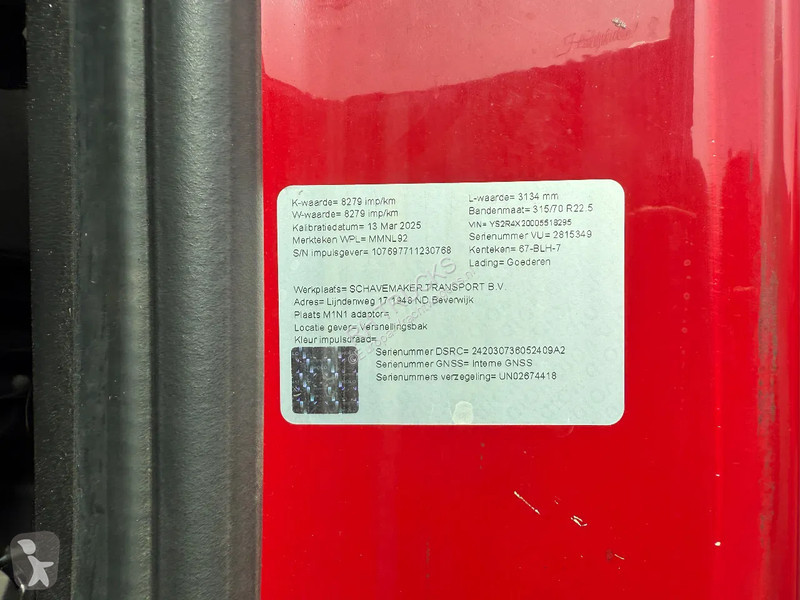 K-waarde= 8279 imp/km
W-waarde= 8279 imp/km
Kalibratiedatum= 13 Mar 2025
Merkteken WPL= MMNL92
S/N impulsgever= 107697711230768
L-waarde= 3134 mm
Bandenmaat= 315/70 R22.5
VIN= YS2R4X20005518295
Serienummer VU= 2815349
Kenteken= 67-BLH-7
Lading= Goederen
Werkplaats= SCHAVEMAKER TRANSPORT B.V.
Adres= Lijndenweg 17 1948 ND Beverwijk
Plaats M1N1 adaptor=
Locatie gever= Versnellingsbak
Kleur impulsdraad=
Serienummer DSRC= 242030736052409A2
Serienummer GNSS= Interne GNSS
Serienummers verzegeling= UN02674418